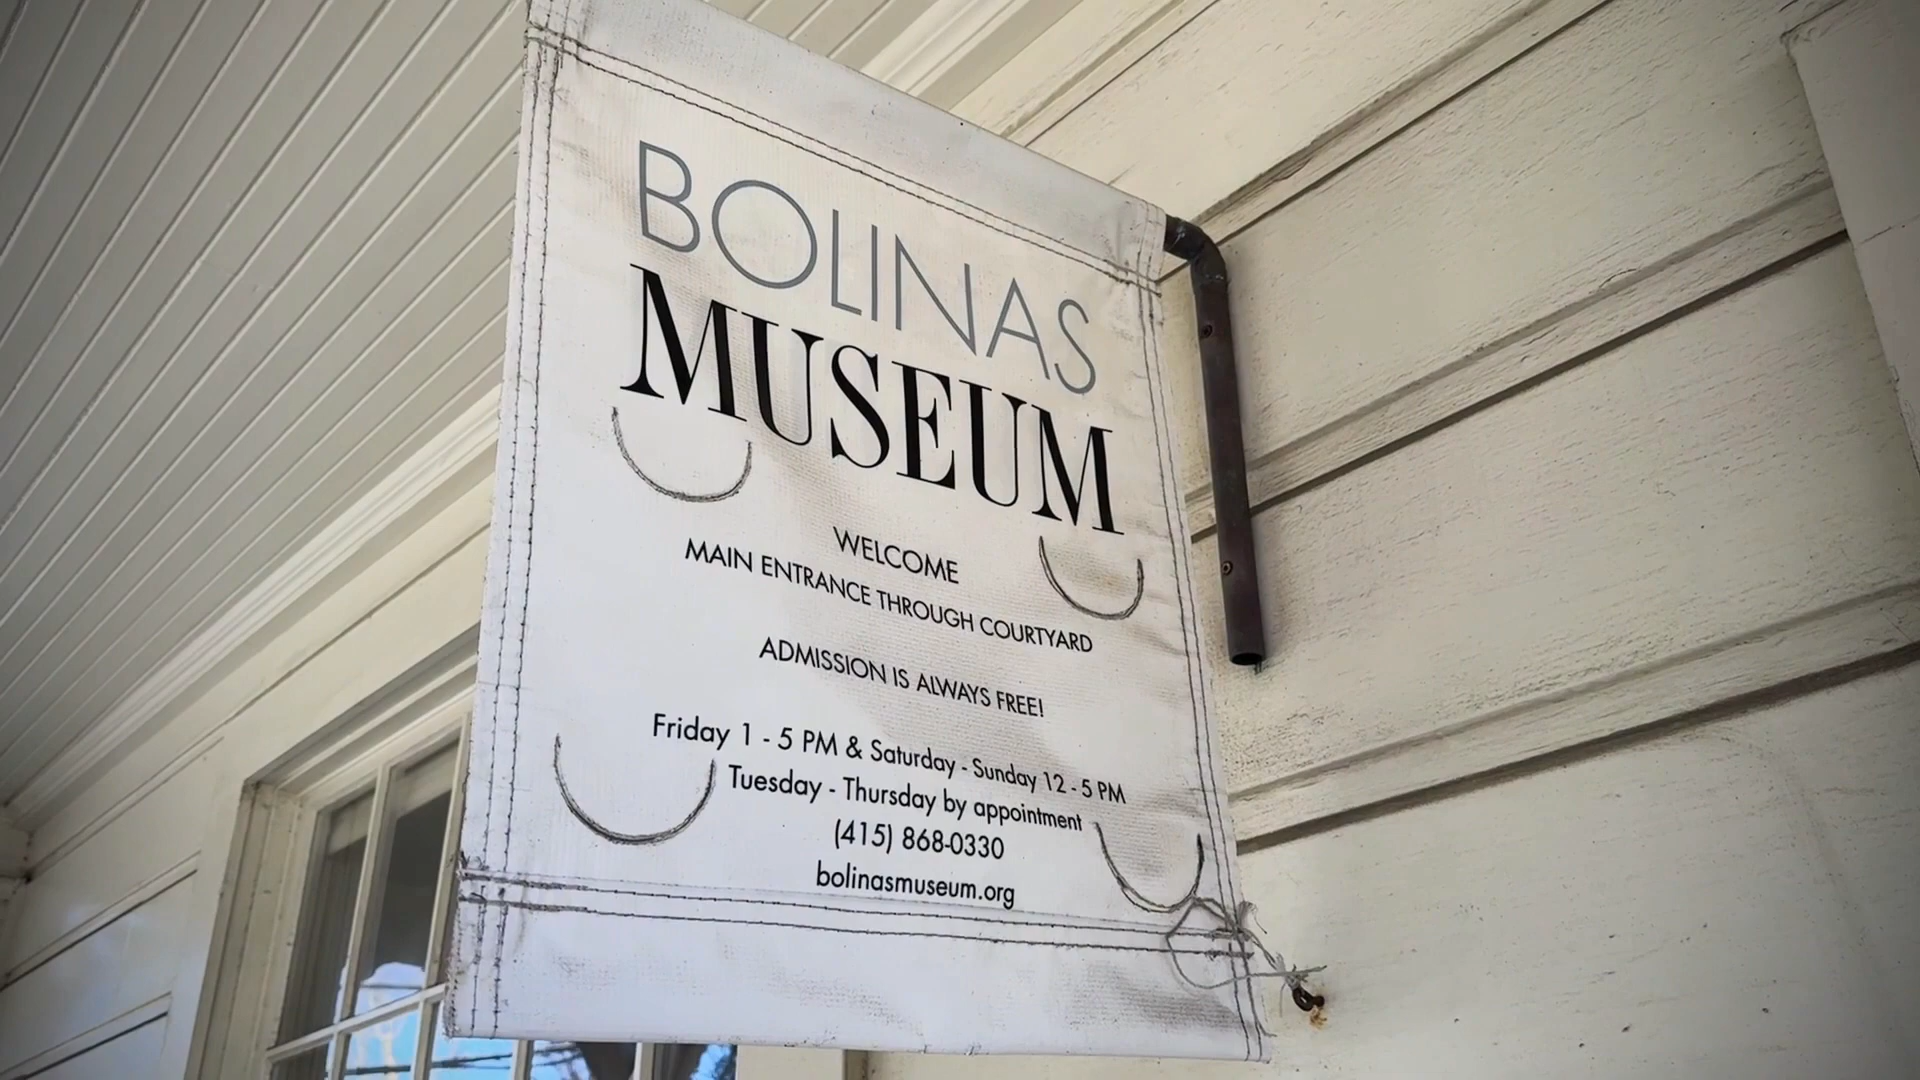 BOLINAS
MUSEUM
WELCOME
MAIN ENTRANCE THROUGH COURTYARD
ADMISSION IS ALWAYS FREE!
Friday 1 - 5 PM & Saturday - Sunday 12 - 5 PM
Tuesday - Thursday by appointment
(415) 868-0330
bolinasmuseum.org